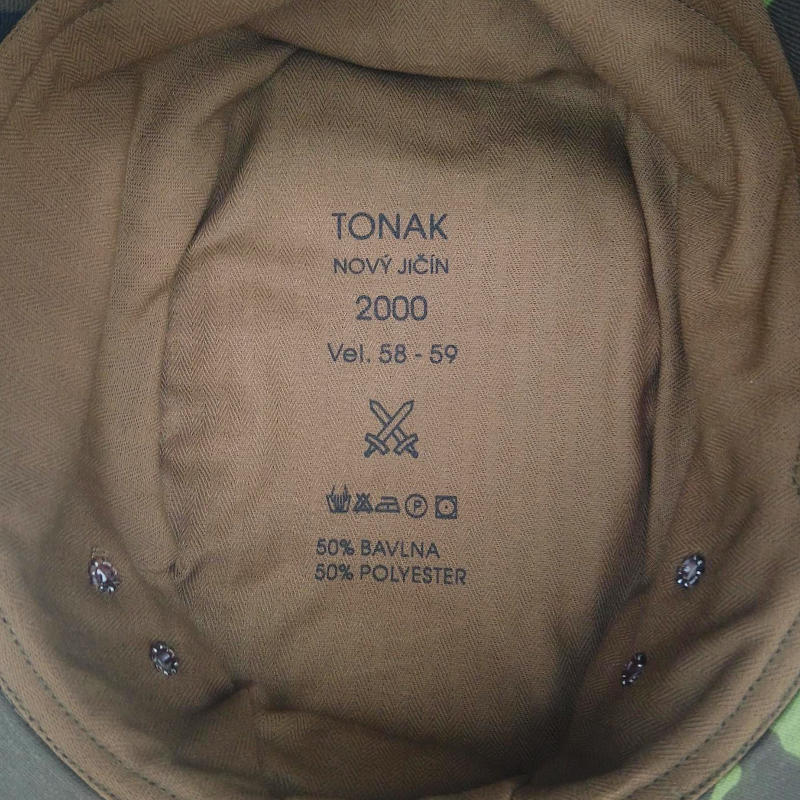 TONAK
NOVÝ JIČÍN
2000
Vel. 58 - 59
P
50% BAVLNA
50% POLYESTER